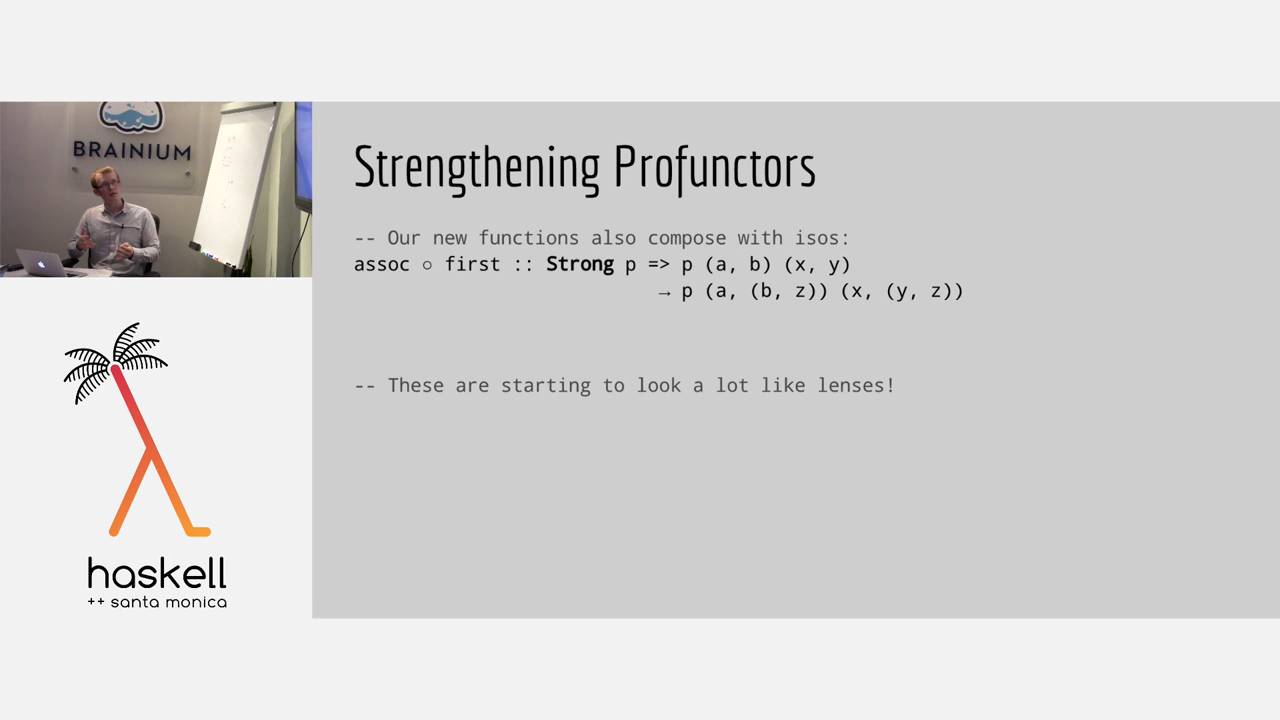 BRAINIUM
Strengthening Profunctors
-- Our new functions also compose with isos:
assoc ○ first :: Strong p => p (a, b) (x, y)
→ p (a, (b, z)) (x, (y, z))
-- These are starting to look a lot like lenses!
haskell
++ santa monica